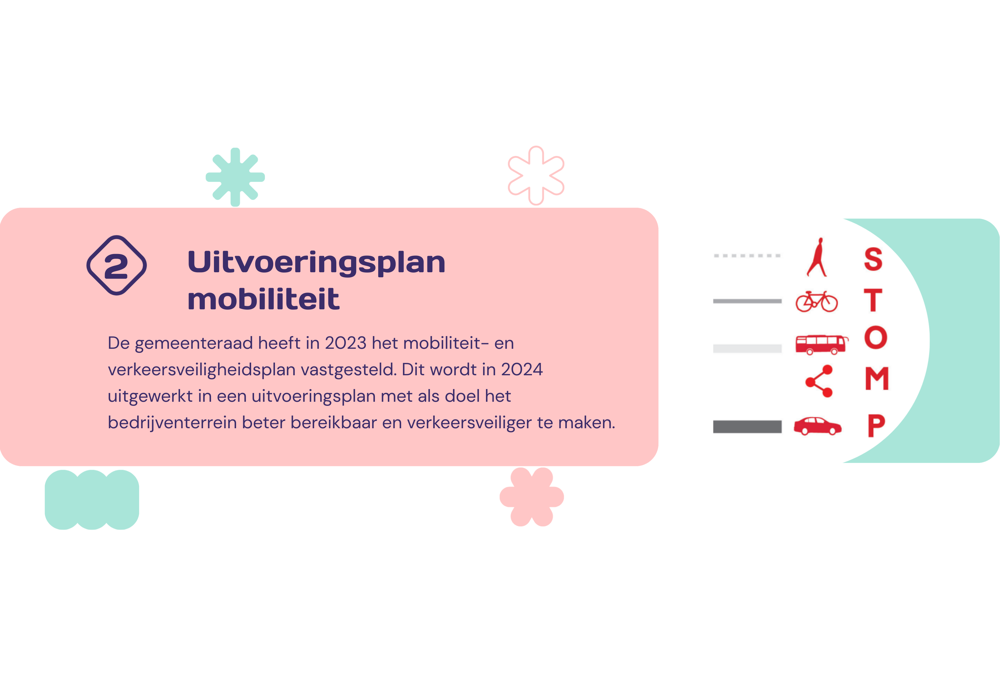 2
Uitvoeringsplan
mobiliteit
De gemeenteraad heeft in 2023 het mobiliteit- en
verkeersveiligheidsplan vastgesteld. Dit wordt in 2024
uitgewerkt in een uitvoeringsplan met als doel het
bedrijventerrein beter bereikbaar en verkeersveiliger te maken.
S
T
O
M
P